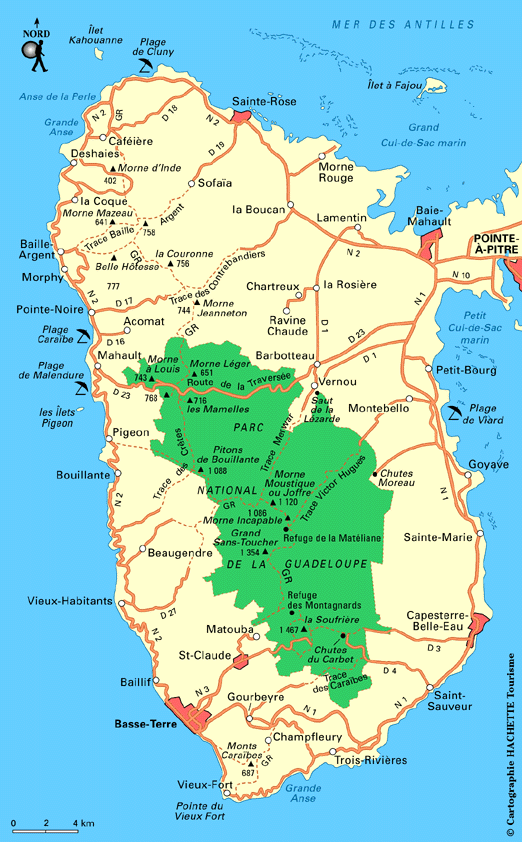 MER DES ANTILLES
NORD
Îlet
Kahouanne
Plage
de Cluny
Îlet à Fajou
Anse de la Perle
Sainte-Rose
N 2
GR
D 18
N 2
Grande
Anse
Caféière
D 19
Grand
Cul-de-Sac marin
Deshaies
Morne d'Inde
402
Morne
Rouge
Sofaïa
la Coque
Morne Mazeau
641
758
la Boucan
Lamentin
Baie-
Mahault
Trace Baille Argent
Baille-
Argent
GR
la Couronne
756
Belle Hôtesse
777
N 2
POINTE-
À-PITRE
N 10
Morphy
Trace des Contrebandiers
Chartreux
la Rosière
N 1
N 2
D 17
Pointe-Noire
744
Morne
Jeanneton
Ravine
Chaude
D 1
Petit
Cul-de-Sac
marin
Acomat
GR
D 23
Plage
Caraïbe
D 16
Mahault
Morne
à Louis
743
Morne Léger
651
Barbotteau
D 1
Plage
de Malendure
Route de la Traversée
Petit-Bourg
D 23
768
716
les Mamelles
Vernou
Saut
de la
Lézarde
Montebello
Plage
de Viard
les Îlets
Pigeon
PARC
Pigeon
Trace des Crêtes
Trace Merwart
Pitons
de Bouillante
1 088
Trace Victor Hugues
Goyave
Bouillante
Morne
Moustique
ou Joffre
1 120
Chutes
Moreau
N 2
NATIONAL
GR
1 086
Morne Incapable
N 1
Grand
Sans-Toucher
1 354
Refuge de la Matéliane
Sainte-Marie
Beaugendre
DE LA GUADELOUPE
GR
Vieux-Habitants
Refuge
des Montagnards
D 27
la Soufrière
1 467
Capesterre-
Belle-Eau
Matouba
St-Claude
Chutes
du Carbet
D 3
Baillif
Trace
des Caraïbes
D 4
N 3
Gourbeyre
N 1
N 1
Saint-
Sauveur
Basse-Terre
Champfleury
Monts
Caraïbes
687
GR
Trois-Rivières
Vieux-Fort
Grande
Anse
Pointe du
Vieux Fort
0 2 4 km
© Cartographie HACHETTE Tourisme